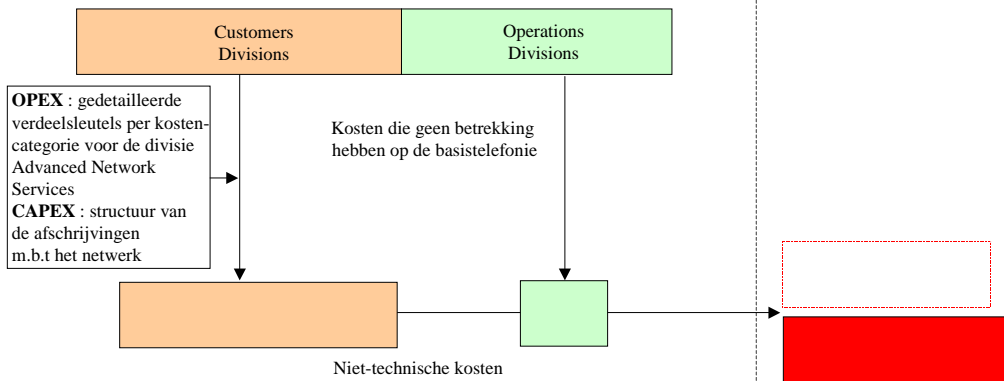 Customers
Divisions
Operations
Divisions
OPEX : gedetailleerde
verdeelsleutels per kosten-
categorie voor de divisie
Advanced Network
Services
CAPEX : structuur van
de afschrijvingen
m.b.t het netwerk
Kosten die geen betrekking
hebben op de basistelefonie
Niet-technische kosten